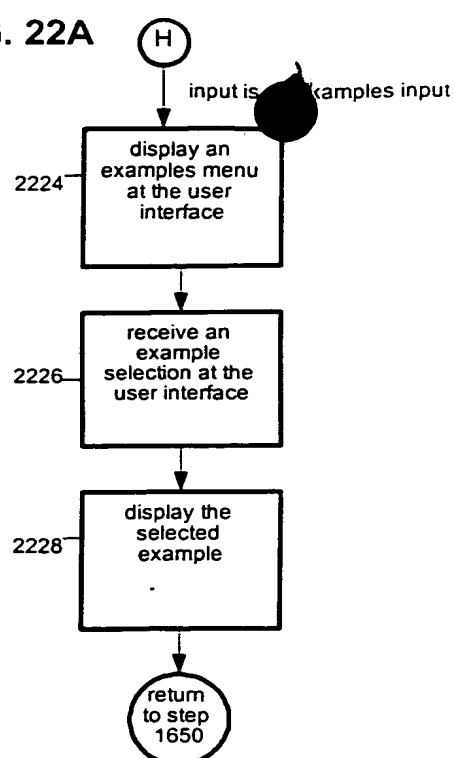 . 22A
H
input is examples input
display an
examples menu
at the user
interface
2224
receive an
example
selection at the
user interface
2226
display the
selected
example
2228
return
to step
1650